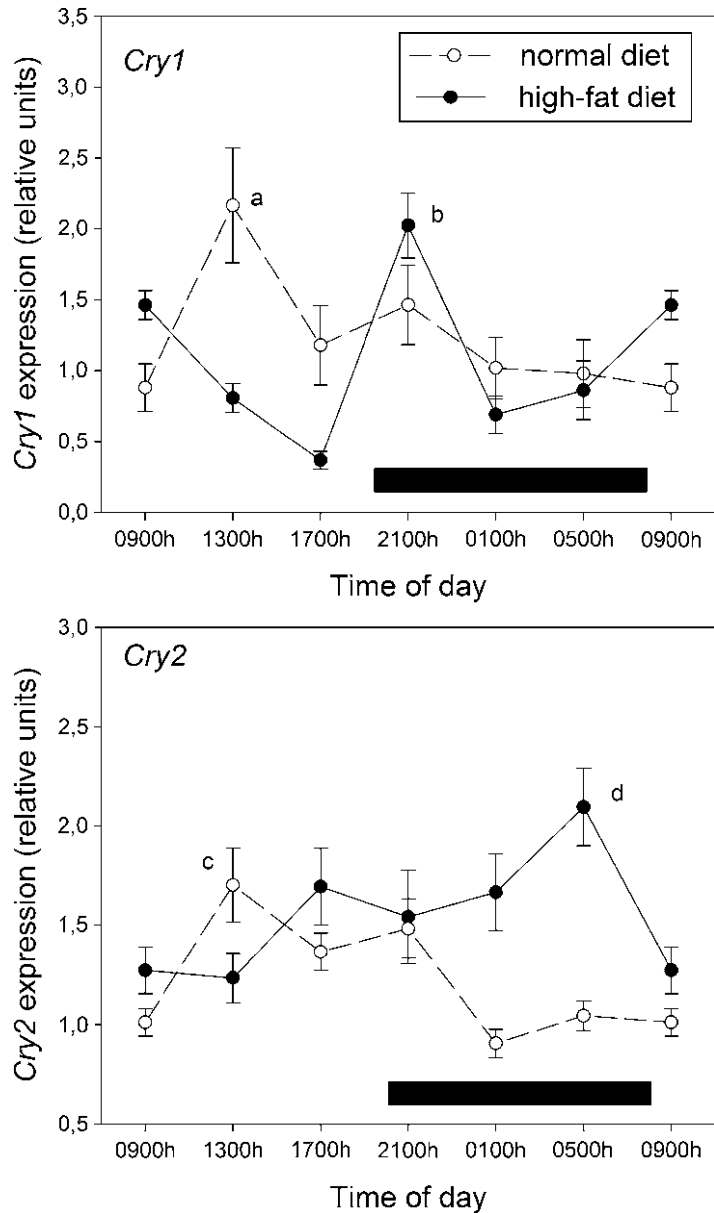 Cry1
normal diet
high-fat diet
Cry1 expression (relative units)
3,5
3,0
2,5
2,0
1,5
1,0
0,5
0,0
a
b
0900h 1300h 1700h 2100h 0100h 0500h 0900h
Time of day
Cry2
Cry2 expression (relative units)
3,0
2,5
2,0
1,5
1,0
0,5
c
d
0900h 1300h 1700h 2100h 0100h 0500h 0900h
Time of day